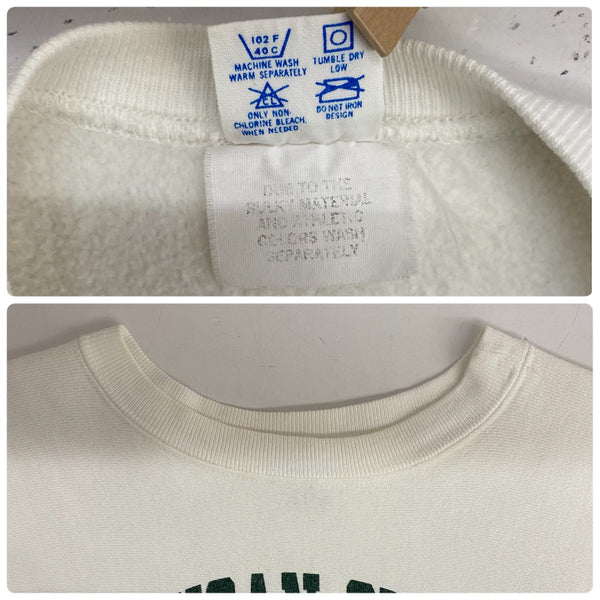 102 F
40 C
MACHINE WASH
WARM SEPARATELY
TUMBLE DRY
LOW
CL
ONLY NON-
CHLORINE BLEACH
WHEN NEEDED
DO NOT IRON
DESIGN
DUE TO THE
BULKY MATERIAL
AND ATHLETIC
COLORS WASH
SEPARATELY